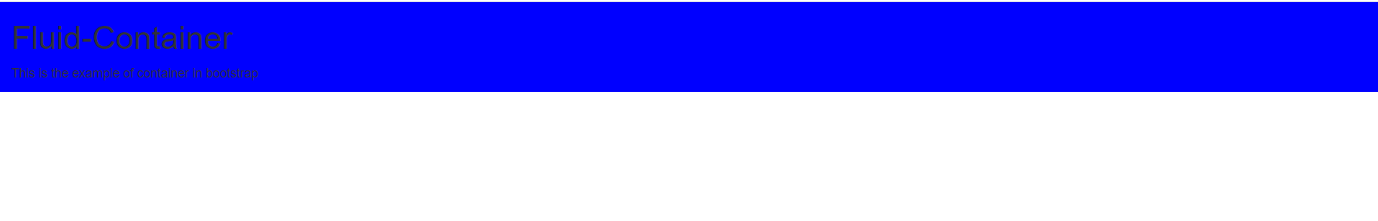 Fluid-Container
This is the example of container in bootstrap